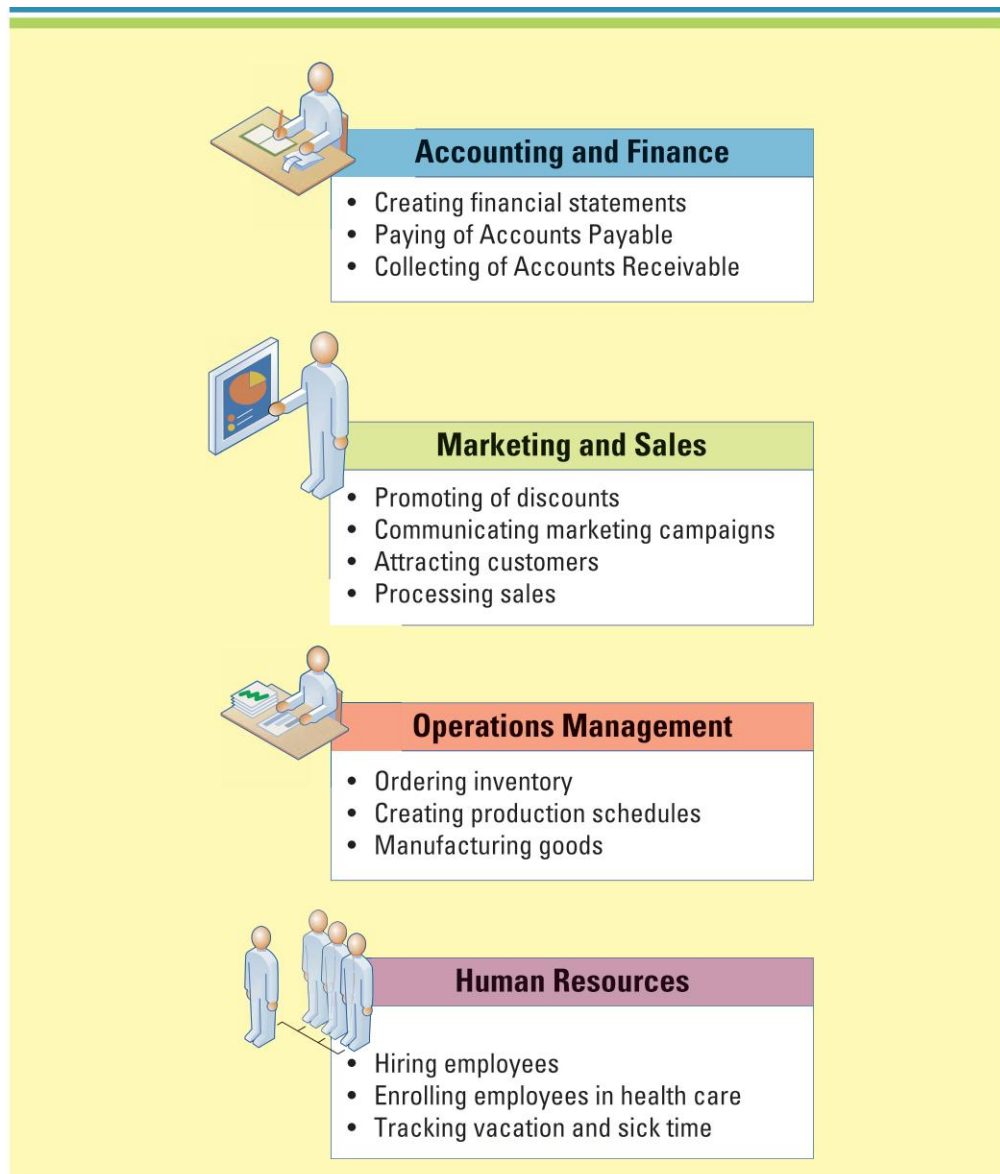 Accounting and Finance
• Creating financial statements
• Paying of Accounts Payable
• Collecting of Accounts Receivable
Marketing and Sales
• Promoting of discounts
• Communicating marketing campaigns
• Attracting customers
• Processing sales
Operations Management
• Ordering inventory
• Creating production schedules
• Manufacturing goods
Human Resources
• Hiring employees
• Enrolling employees in health care
• Tracking vacation and sick time